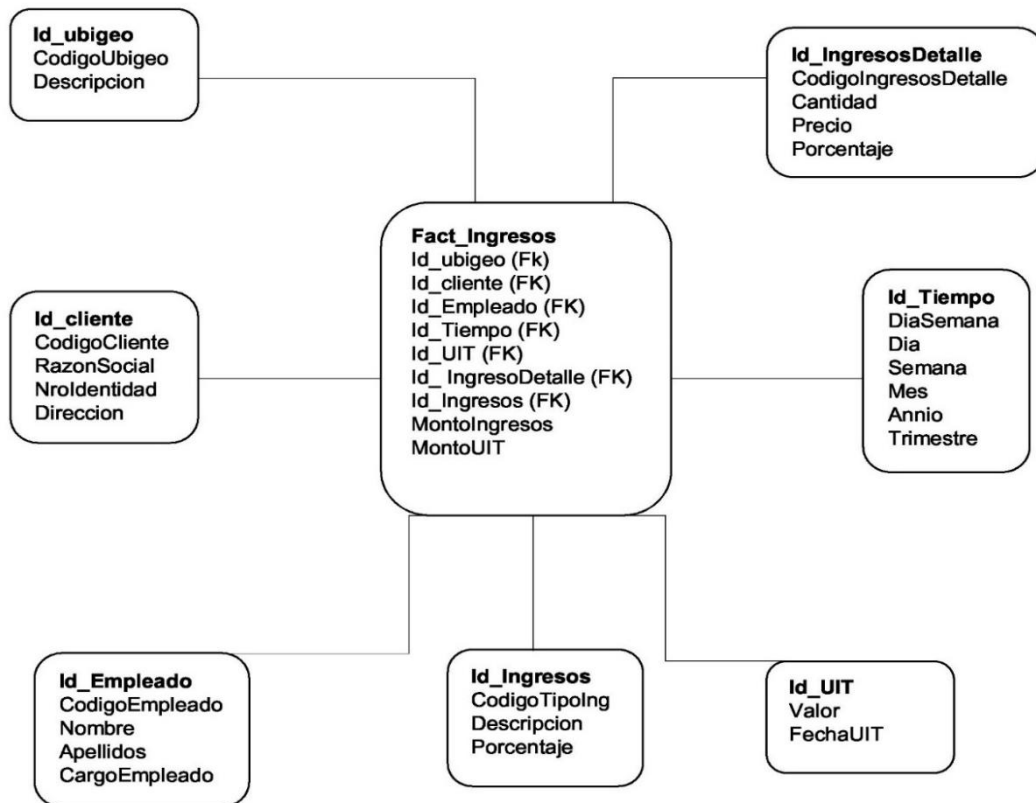 Id_ubigeo
CodigoUbigeo
Descripcion
Id_IngresosDetalle
CodigoIngresosDetalle
Cantidad
Precio
Porcentaje
Fact_Ingresos
Id_ubigeo (Fk)
Id_cliente (FK)
Id_Empleado (FK)
Id_Tiempo (FK)
Id_UIT (FK)
Id_ IngresoDetalle (FK)
Id_Ingresos (FK)
MontoIngresos
MontoUIT
Id_cliente
CodigoCliente
RazonSocial
NroIdentidad
Direccion
Id_Tiempo
DiaSemana
Dia
Semana
Mes
Annio
Trimestre
Id_Empleado
CodigoEmpleado
Nombre
Apellidos
CargoEmpleado
Id_Ingresos
CodigoTipoIng
Descripcion
Porcentaje
Id_UIT
Valor
FechaUIT